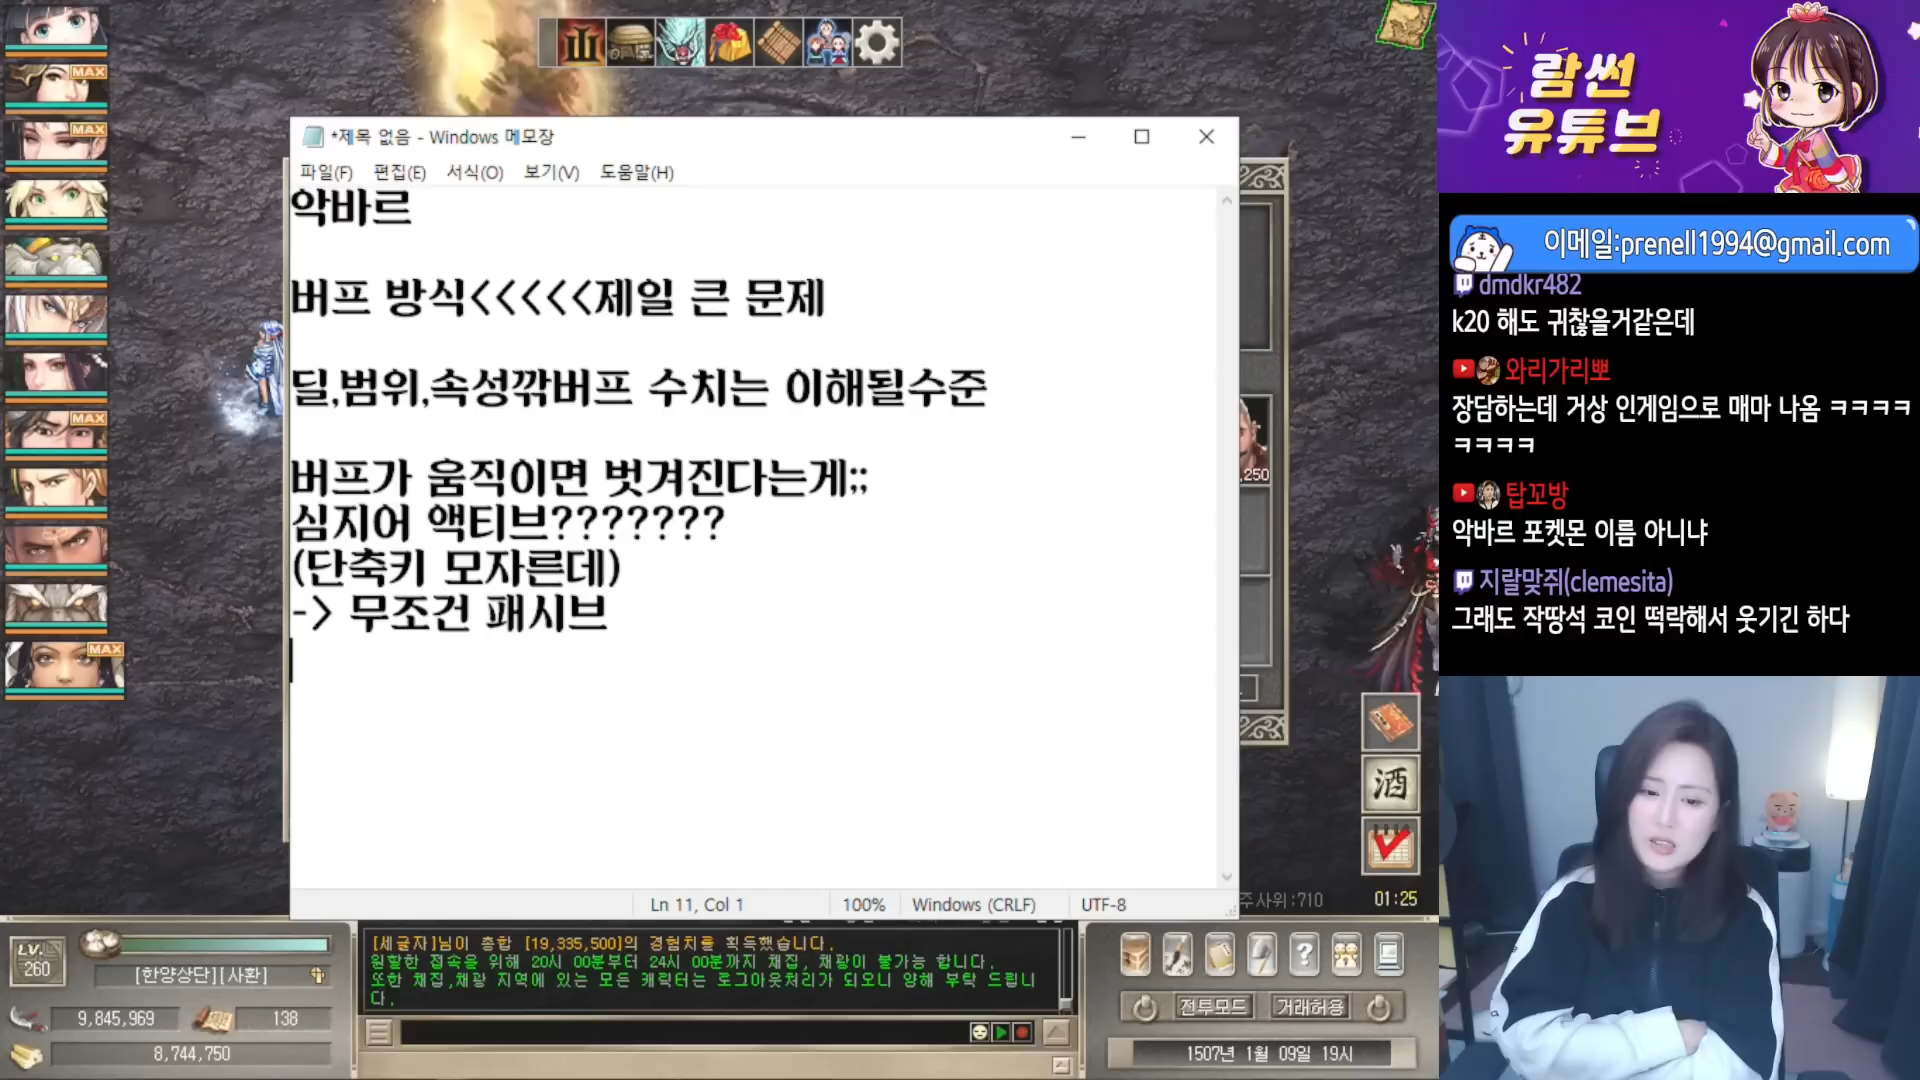 MAX
MAX
MAX
MAX
*제목 없음 - Windows 메모장
파일(F) 편집(E) 서식(O) 보기(V) 도움말(H)
악바르
버프 방식<<<<<제일 큰 문제
딜,범위,속성깎버프 수치는 이해될수준
버프가 움직이면 벗겨진다는게;;
심지어 액티브???????
(단축키 모자른데)
-> 무조건 패시브
Ln 11, Col 1 100% Windows (CRLF) UTF-8
,250
酒
주사위:710
01:25
LV.
260
[한양상단][사환]
9,845,969
138
8,744,750
[세글자]님이 총합 [19,335,500]의 경험치를 획득했습니다.
원할한 접속을 위해 20시 00분부터 24시 00분까지 채집, 채광이 불가능 합니다.
또한 채집,채광 지역에 있는 모든 캐릭터는 로그아웃처리가 되오니 양해 부탁 드립니
다.
?
전투모드
거래허용
1507년 1월 09일 19시
람썬
유튜브
이메일:prenell1994@gmail.com
dmdkr482
k20 해도 귀찮을거같은데
와리가리뽀
장담하는데 거상 인게임으로 매마 나옴 ㅋㅋㅋㅋ
ㅋㅋㅋㅋ
탑꼬방
악바르 포켓몬 이름 아니냐
지랄맞쥐(clemesita)
그래도 작땅석 코인 떡락해서 웃기긴 하다